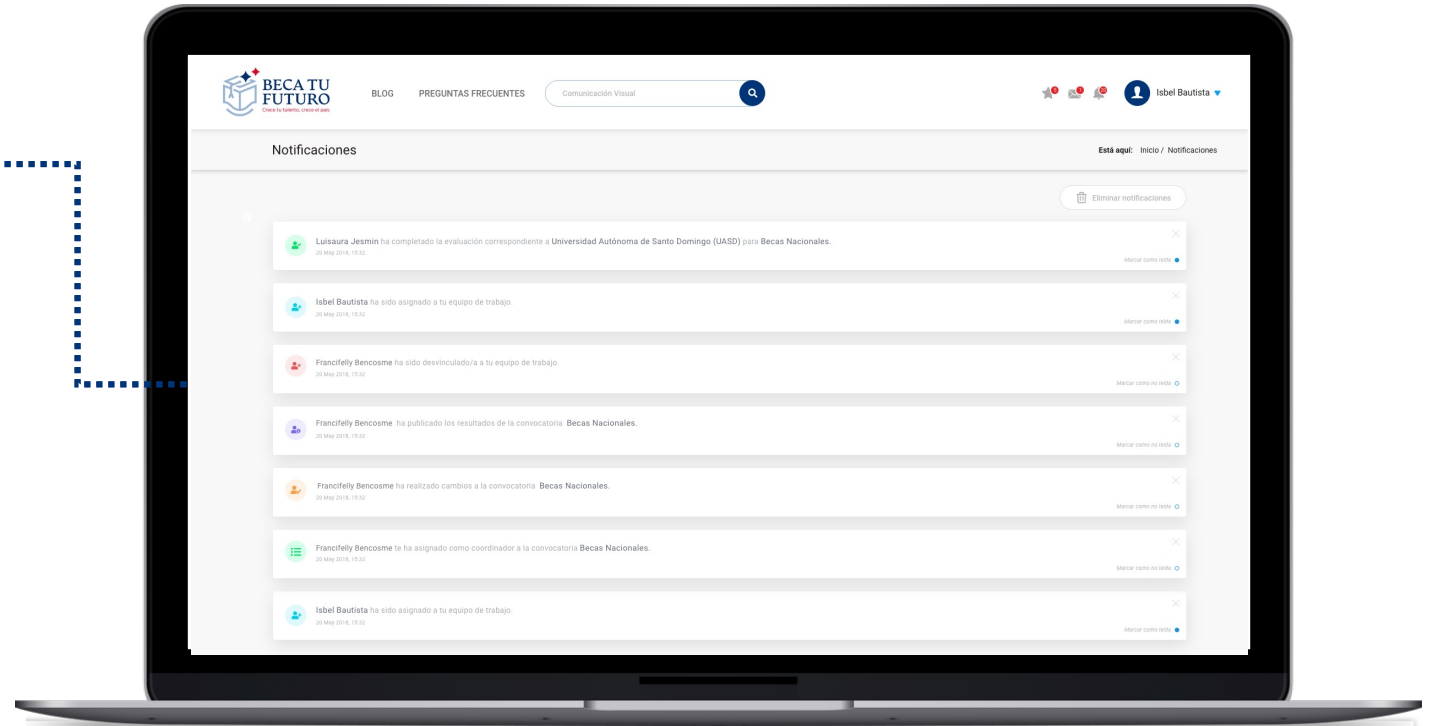 BECA TU
FUTURO
Crece tu talento, crece el país
BLOG
PREGUNTAS FRECUENTES
Comunicación Visual
Isbel Bautista
Notificaciones
Está aquí: Inicio / Notificaciones
Eliminar notificaciones
Luisaura Jesmin ha completado la evaluación correspondiente a Universidad Autónoma de Santo Domingo (UASD) para Becas Nacionales.
20 May 2018, 15:32
Marcar como leída
Isbel Bautista ha sido asignado a tu equipo de trabajo.
20 May 2018, 15:32
Marcar como leída
Francifelly Bencosme ha sido desvinculado/a a tu equipo de trabajo
20 May 2018, 15:32
Marcar como no leída
Francifelly Bencosme ha publicado los resultados de la convocatoria Becas Nacionales.
20 May 2018, 15:32
Marcar como no leída
Francifelly Bencosme ha realizado cambios a la convocatoria Becas Nacionales.
20 May 2018, 15:32
Marcar como no leída
Francifelly Bencosme te ha asignado como coordinador a la convocatoria Becas Nacionales.
20 May 2018, 15:32
Marcar como no leída
Isbel Bautista ha sido asignado a tu equipo de trabajo.
20 May 2018, 15:32
Marcar como leída